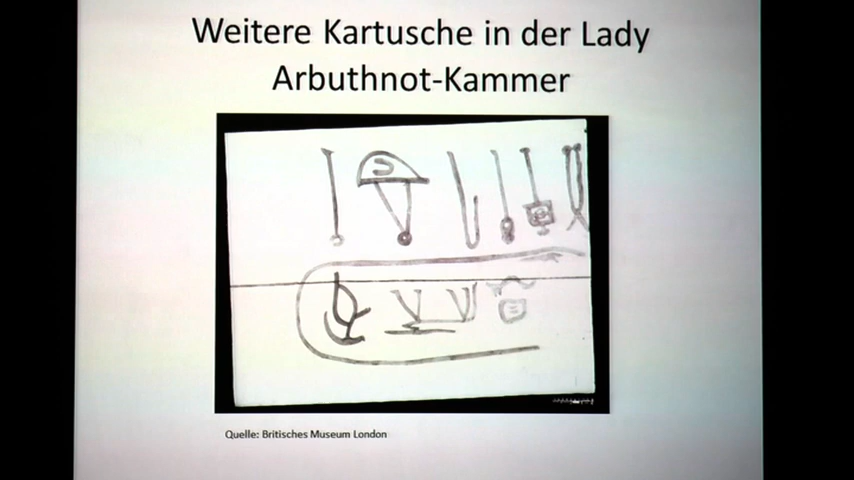 Weitere Kartusche in der Lady
Arbuthnot-Kammer
Quelle: Britisches Museum London